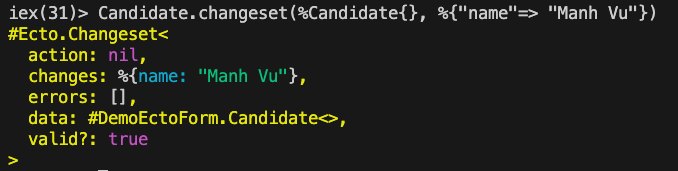 iex(31)> Candidate.changeset(%Candidate{}, %{"name"=> "Manh Vu"})
#Ecto.Changeset<
  action: nil,
  changes: %{name: "Manh Vu"},
  errors: [],
  data: #DemoEctoForm.Candidate<>,
  valid?: true
>